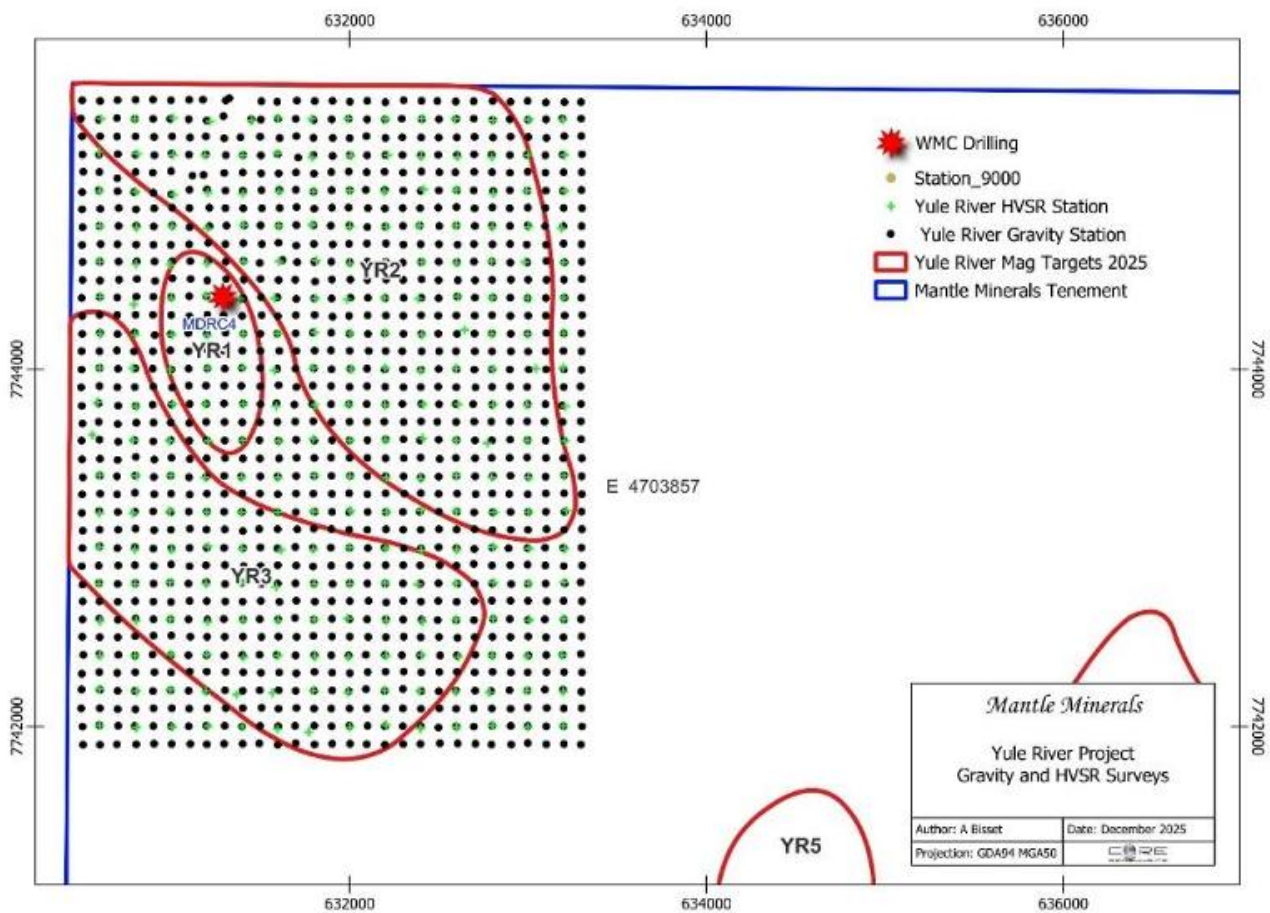 632000
634000
636000
WMC Drilling
Station_9000
Yule River HVSR Station
Yule River Gravity Station
Yule River Mag Targets 2025
Mantle Minerals Tenement
YR2
MDRC4
YR1
7744000
7744000
E 4703857
YR3
7742000
7742000
YR5
Mantle Minerals
Yule River Project
Gravity and HVSR Surveys
Author: A Bisset
Date: December 2025
Projection: GDA94 MGA50
CORE
632000
634000
636000